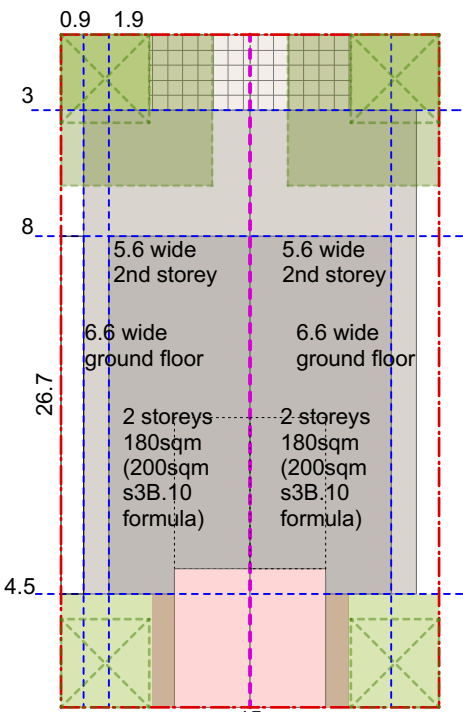 0.9 1.9
3
8
5.6 wide
2nd storey
5.6 wide
2nd storey
6.6 wide
ground floor
6.6 wide
ground floor
26.7
2 storeys
180sqm
(200sqm
s3B.10
formula)
2 storeys
180sqm
(200sqm
s3B.10
formula)
4.5